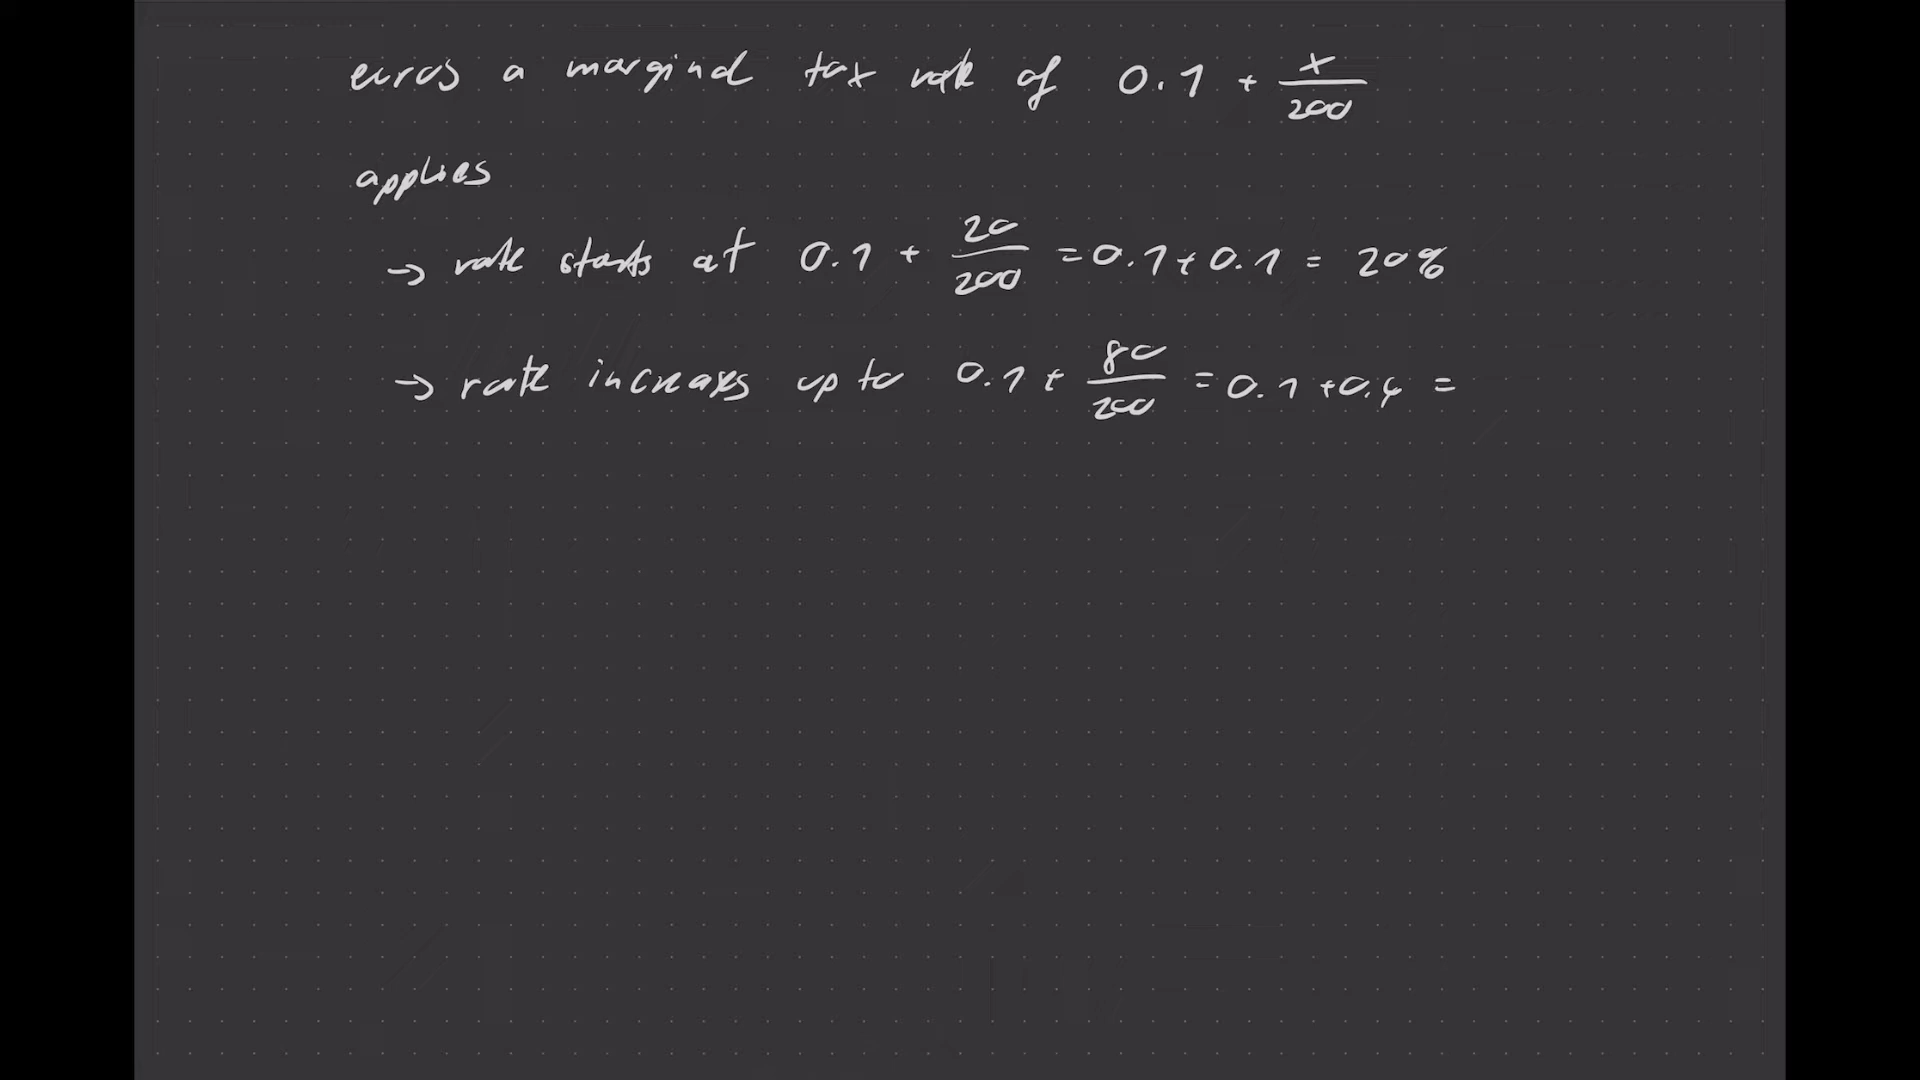 euros a marginal tax rate of 0.1 + x/200
applies
→ rate starts at 0.1 + 20/200 = 0.1 + 0.1 = 20%
→ rate increases up to 0.1 + 80/200 = 0.1 + 0.4 =